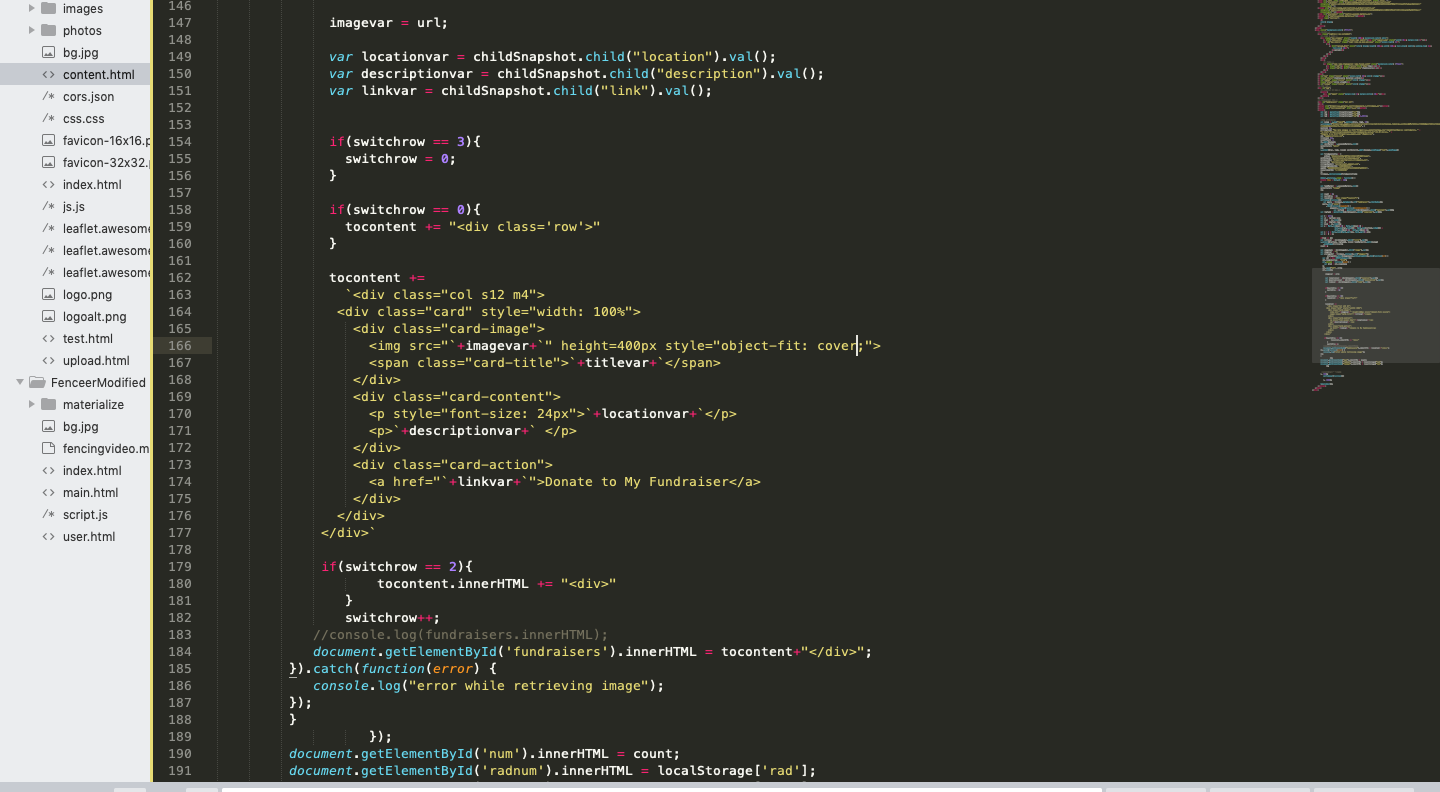 images
photos
bg.jpg
content.html
cors.json
css.css
favicon-16x16.p
favicon-32x32.
index.html
js.js
leaflet.awesome
leaflet.awesome
leaflet.awesome
logo.png
logoalt.png
test.html
upload.html
FenceerModified
materialize
bg.jpg
fencingvideo.m
index.html
main.html
script.js
user.html
146
147 imagevar = url;
148
149 var locationvar = childSnapshot.child("location").val();
150 var descriptionvar = childSnapshot.child("description").val();
151 var linkvar = childSnapshot.child("link").val();
152
153
154 if(switchrow == 3){
155 switchrow = 0;
156 }
157
158 if(switchrow == 0){
159 tocontent += "<div class='row'>"
160 }
161
162 tocontent +=
163 `<div class="col s12 m4">
164 <div class="card" style="width: 100%">
165 <div class="card-image">
166 <img src="`+imagevar+`" height=400px style="object-fit: cover;">
167 <span class="card-title">`+titlevar+`</span>
168 </div>
169 <div class="card-content">
170 <p style="font-size: 24px">`+locationvar+`</p>
171 <p>`+descriptionvar+` </p>
172 </div>
173 <div class="card-action">
174 <a href="`+linkvar+`">Donate to My Fundraiser</a>
175 </div>
176 </div>
177 </div>`
178
179 if(switchrow == 2){
180 tocontent.innerHTML += "<div>"
181 }
182 switchrow++;
183 //console.log(fundraisers.innerHTML);
184 document.getElementById('fundraisers').innerHTML = tocontent+"</div>";
185 }).catch(function(error) {
186 console.log("error while retrieving image");
187 });
188 }
189 });
190 document.getElementById('num').innerHTML = count;
191 document.getElementById('radnum').innerHTML = localStorage['rad'];